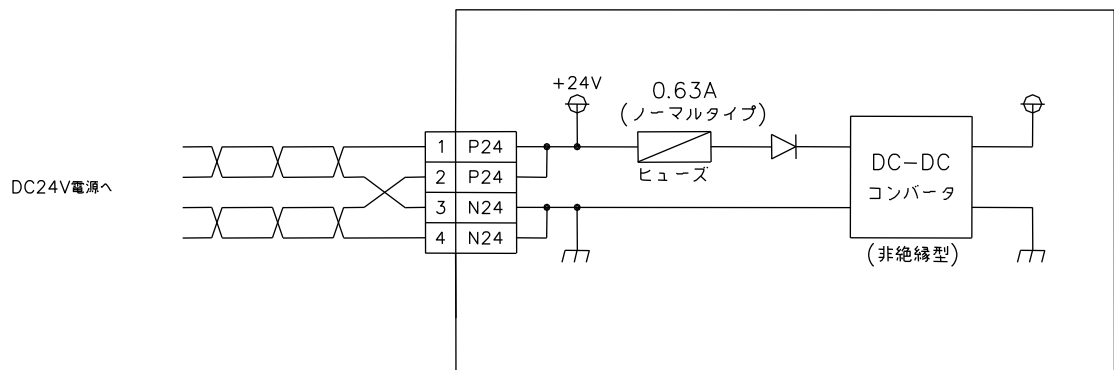 DC24V電源へ
1 P24
2 P24
3 N24
4 N24
+24V
0.63A
(ノーマルタイプ)
ヒューズ
DC-DC
コンバータ
(非絶縁型)